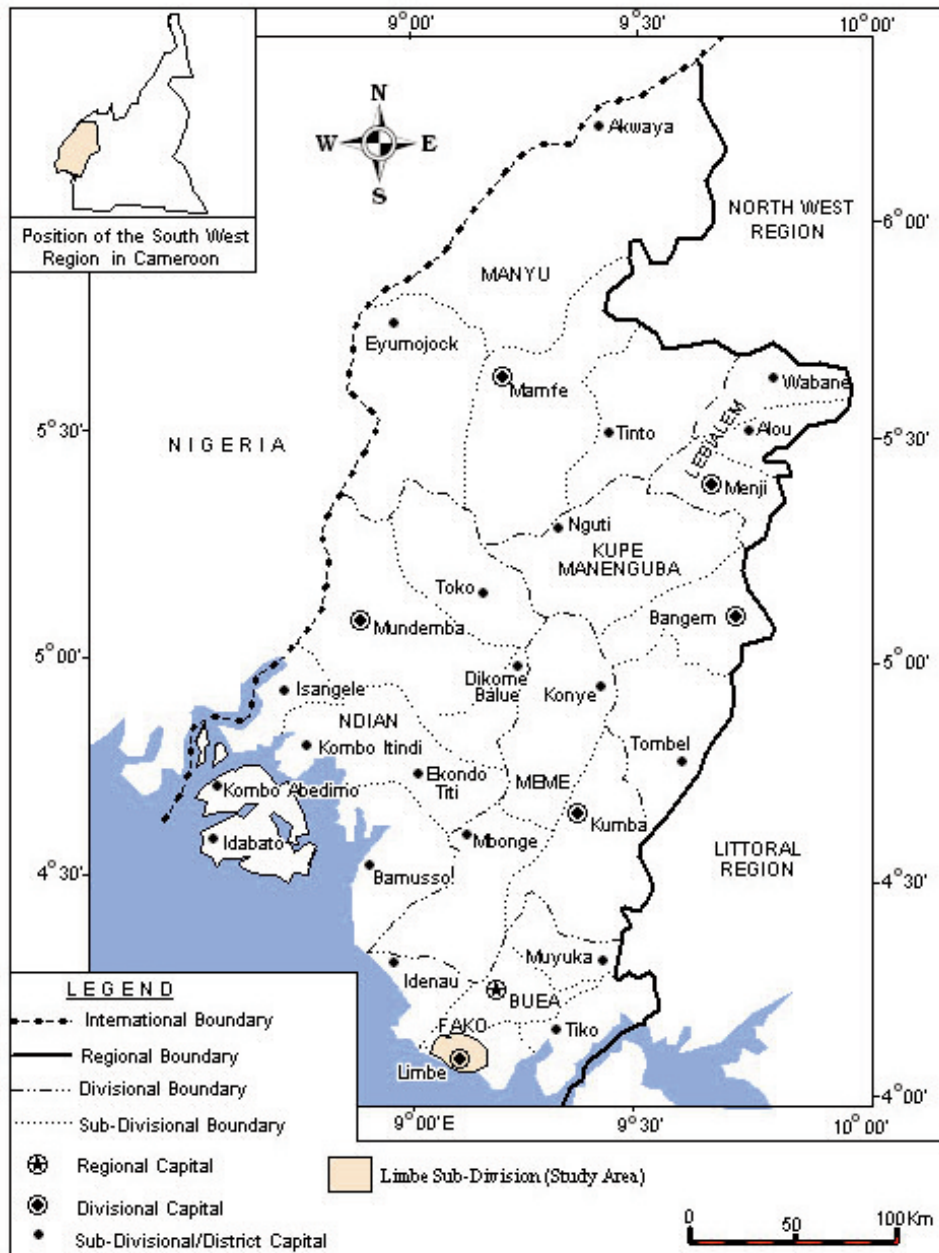 9°00'
9°30'
10°00'
N
W
E
S
Akwaya
Position of the South West
Region in Cameroon
NORTH WEST
REGION
6°00'
MANYU
Eyumojock
Mamfe
Wabane
5°30'
NIGERIA
Tinto
Alou
5°30'
LEBIALEM
Menji
Nguti
KUPE
MANENGUBA
Toko
Bangem
Mundemba
5°00'
5°00'
Dikome
Balue
Konye
Isangele
NDIAN
Kombo Itindi
Tombel
Ekondo
Titi
MEME
Kombo Abedimo
Kumba
Idabato
Mbonge
LITTORAL
REGION
Bamusso
4°30'
4°30'
Muyuka
Idenau
BUEA
FAKO
Tiko
Limbe
4°00'
9°00'E
9°30'
10°00'
LEGEND
International Boundary
Regional Boundary
Divisional Boundary
Sub-Divisional Boundary
Regional Capital
Divisional Capital
Sub-Divisional/District Capital
Limbe Sub-Division (Study Area)
0
50
100Km